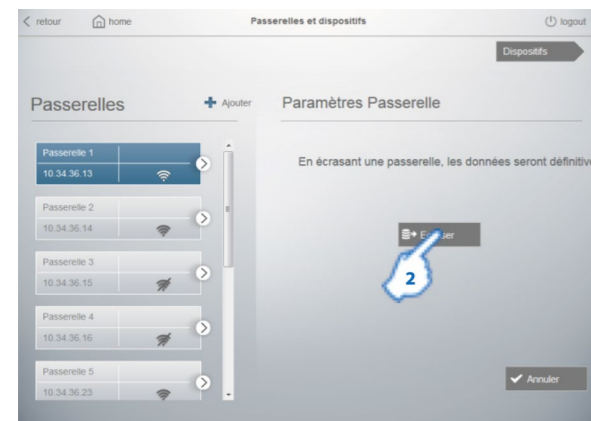 retour home Passerelles et dispositifs logout
Dispositifs
Passerelles Ajouter
Passerelle 1
10.34.36.13
Passerelle 2
10.34.36.14
Passerelle 3
10.34.36.15
Passerelle 4
10.34.36.16
Passerelle 5
10.34.36.23
Paramètres Passerelle
En écrasant une passerelle, les données seront définitiv
2
Annuler